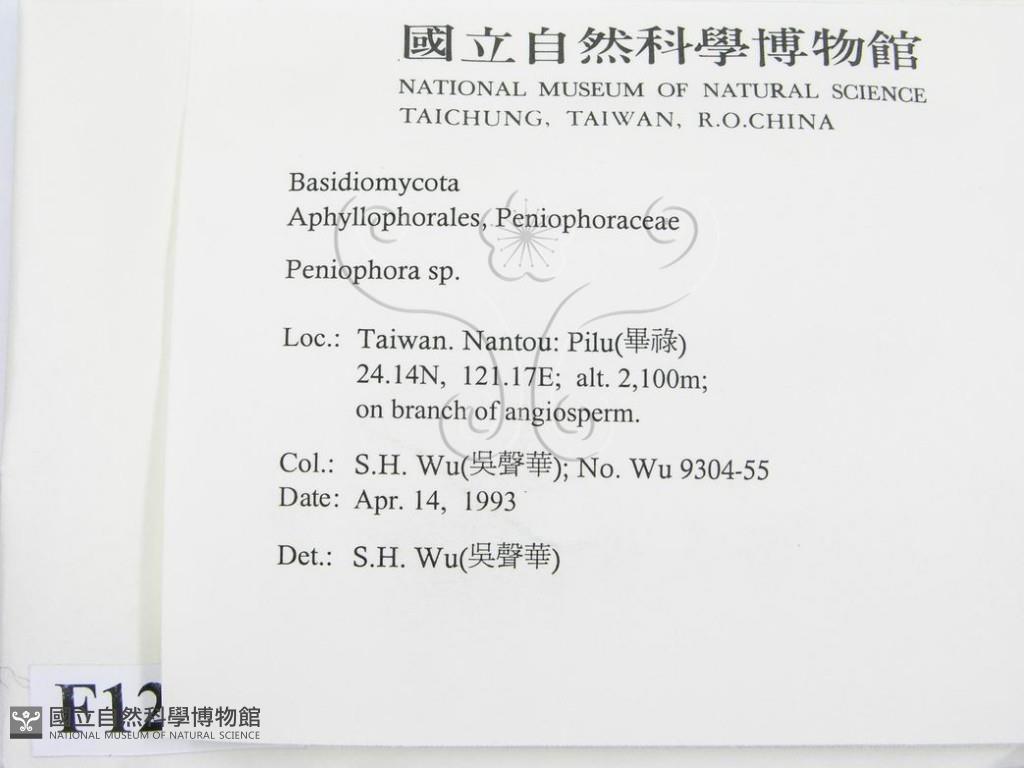 國立自然科學博物館
NATIONAL MUSEUM OF NATURAL SCIENCE
TAICHUNG, TAIWAN, R.O.CHINA
Basidiomycota
Aphyllophorales, Peniophoraceae
Peniophora sp.
Loc.: Taiwan. Nantou: Pilu(畢祿)
24.14N, 121.17E; alt. 2,100m;
on branch of angiosperm.
Col.: S.H. Wu(吳聲華); No. Wu 9304-55
Date: Apr. 14, 1993
Det.: S.H. Wu(吳聲華)
F12
國立自然科學博物館
NATIONAL MUSEUM OF NATURAL SCIENCE